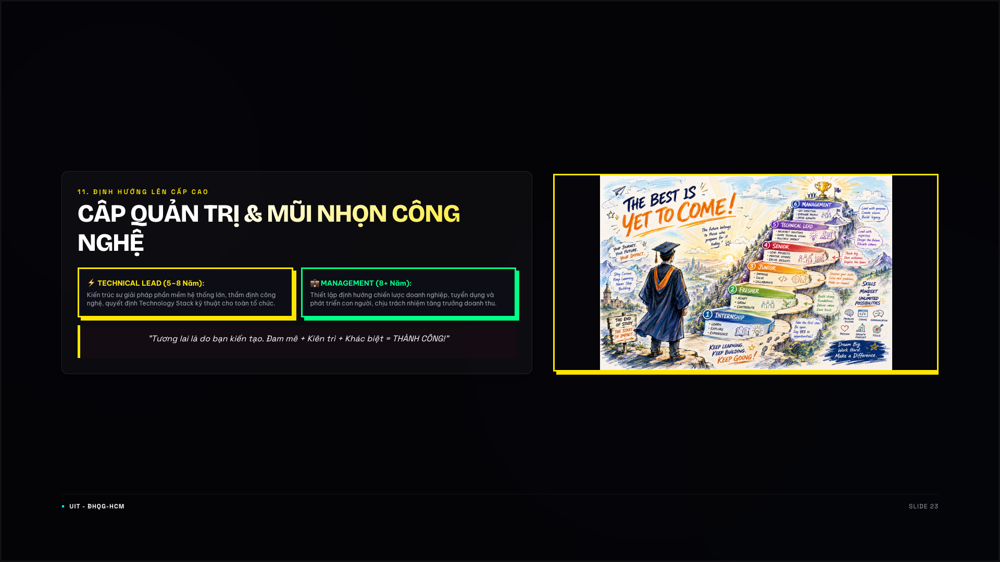 11. ĐỊNH HƯỚNG LÊN CẤP CAO
CẤP QUẢN TRỊ & MŨI NHỌN CÔNG
NGHỆ
⚡ TECHNICAL LEAD (5–8 Năm):
Kiến trúc sư giải pháp phần mềm hệ thống lớn, thẩm định công
nghệ, quyết định Technology Stack kỹ thuật cho toàn tổ chức.
💼 MANAGEMENT (8+ Năm):
Thiết lập định hướng chiến lược doanh nghiệp, tuyển dụng và
phát triển con người, chịu trách nhiệm tăng trưởng doanh thu.
"Tương lai là do bạn kiến tạo. Đam mê + Kiên trì + Khác biệt = THÀNH CÔNG!"
THE BEST IS
YET TO COME!
The future belongs
to those who
prepare for it
today.
YOUR JOURNEY.
YOUR FUTURE.
YOUR IMPACT.
Stay Curious
Keep Learning
Never Stop
Building.
THE END
OF STUDY
THE START
OF IMPACT
6 MANAGEMENT
• SET DIRECTION
• EMPOWER PEOPLE
• DRIVE GROWTH
Lead with purpose.
Create vision.
Build legacy.
5 TECHNICAL LEAD
• ARCHITECT SOLUTIONS
• GUIDE TECHNICAL VISION
• MULTIPLY IMPACT
Lead with
expertise.
Design the future.
Elevate others.
4 SENIOR
• LEAD PROJECTS
• MENTOR OTHERS
• DRIVE RESULTS
Think big.
Own outcomes.
Inspire the team.
3 JUNIOR
• IMPROVE
• SOLVE
• COLLABORATE
Sharpen your skills.
Solve real problems.
Make an impact.
2 FRESHER
• ADAPT
• GROW
• CONTRIBUTE
Build strong
foundations.
Deliver value.
Earn trust.
1 INTERNSHIP
• LEARN
• EXPLORE
• EXPERIENCE
Take the first step.
Be open.
Say YES to
opportunities!
SKILLS
+
MINDSET
=
UNLIMITED
POSSIBILITIES
PROBLEM
SOLVING
CODING
COMMUNICATION
PASSION
GROWTH
MINDSET
FOCUS
KEEP LEARNING.
KEEP BUILDING.
KEEP GOING!
Dream Big.
Work Hard.
Make a Difference.
UIT - ĐHQG-HCM
SLIDE 23